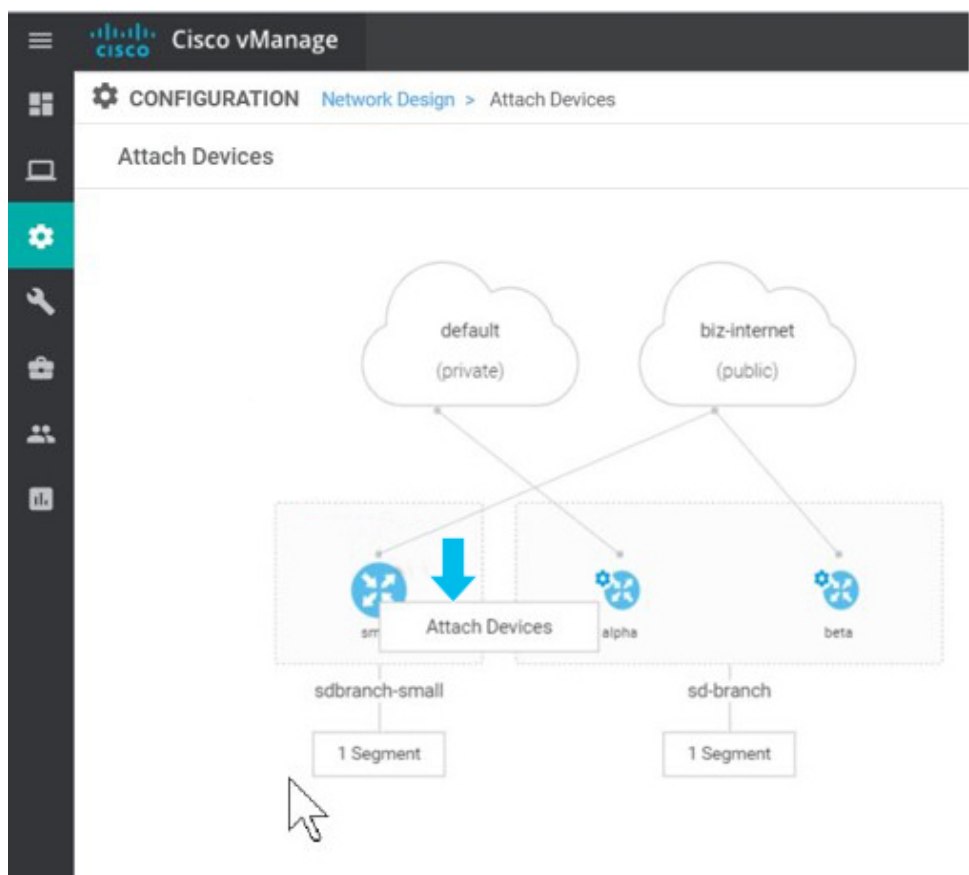 cisco Cisco vManage
CONFIGURATION Network Design > Attach Devices
Attach Devices
default
(private)
biz-internet
(public)
Attach Devices
alpha
beta
sdbranch-small
sd-branch
1 Segment
1 Segment